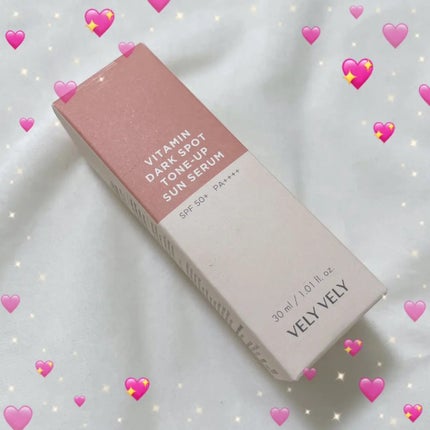 VITAMIN
DARK SPOT
TONE-UP
SUN SERUM
SPF 50+ PA++++
30 ml / 1.01 fl. oz.
VELY VELY